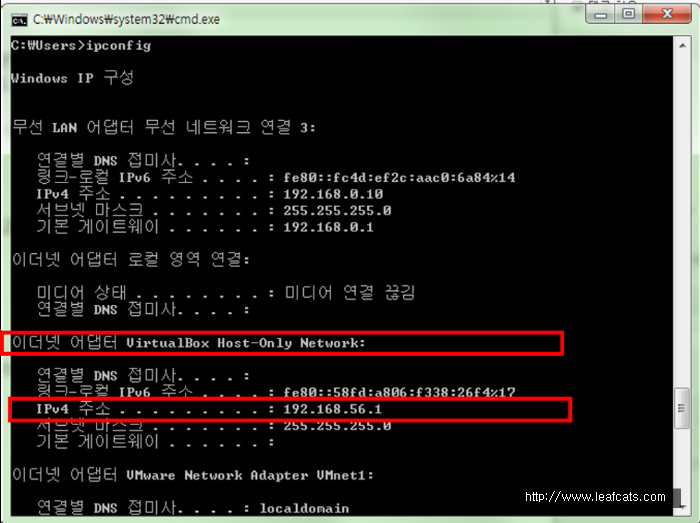 C:\Windows\system32\cmd.exe
C:\Users>ipconfig
Windows IP 구성
무선 LAN 어댑터 무선 네트워크 연결 3:
연결별 DNS 접미사. . . . :
링크-로컬 IPv6 주소 . . . . : fe80::fc4d:ef2c:aac0:6a84%14
IPv4 주소 . . . . . . . . . : 192.168.0.10
서브넷 마스크 . . . . . . . : 255.255.255.0
기본 게이트웨이 . . . . . . : 192.168.0.1
이더넷 어댑터 로컬 영역 연결:
미디어 상태 . . . . . . . . : 미디어 연결 끊김
연결별 DNS 접미사. . . . :
이더넷 어댑터 VirtualBox Host-Only Network:
연결별 DNS 접미사. . . . :
링크-로컬 IPv6 주소 . . . . : fe80::58fd:a806:f338:26f4%17
IPv4 주소 . . . . . . . . . : 192.168.56.1
서브넷 마스크 . . . . . . . : 255.255.255.0
기본 게이트웨이 . . . . . . :
이더넷 어댑터 VMware Network Adapter VMnet1:
연결별 DNS 접미사. . . . : localdomain
http://www.leafcats.com